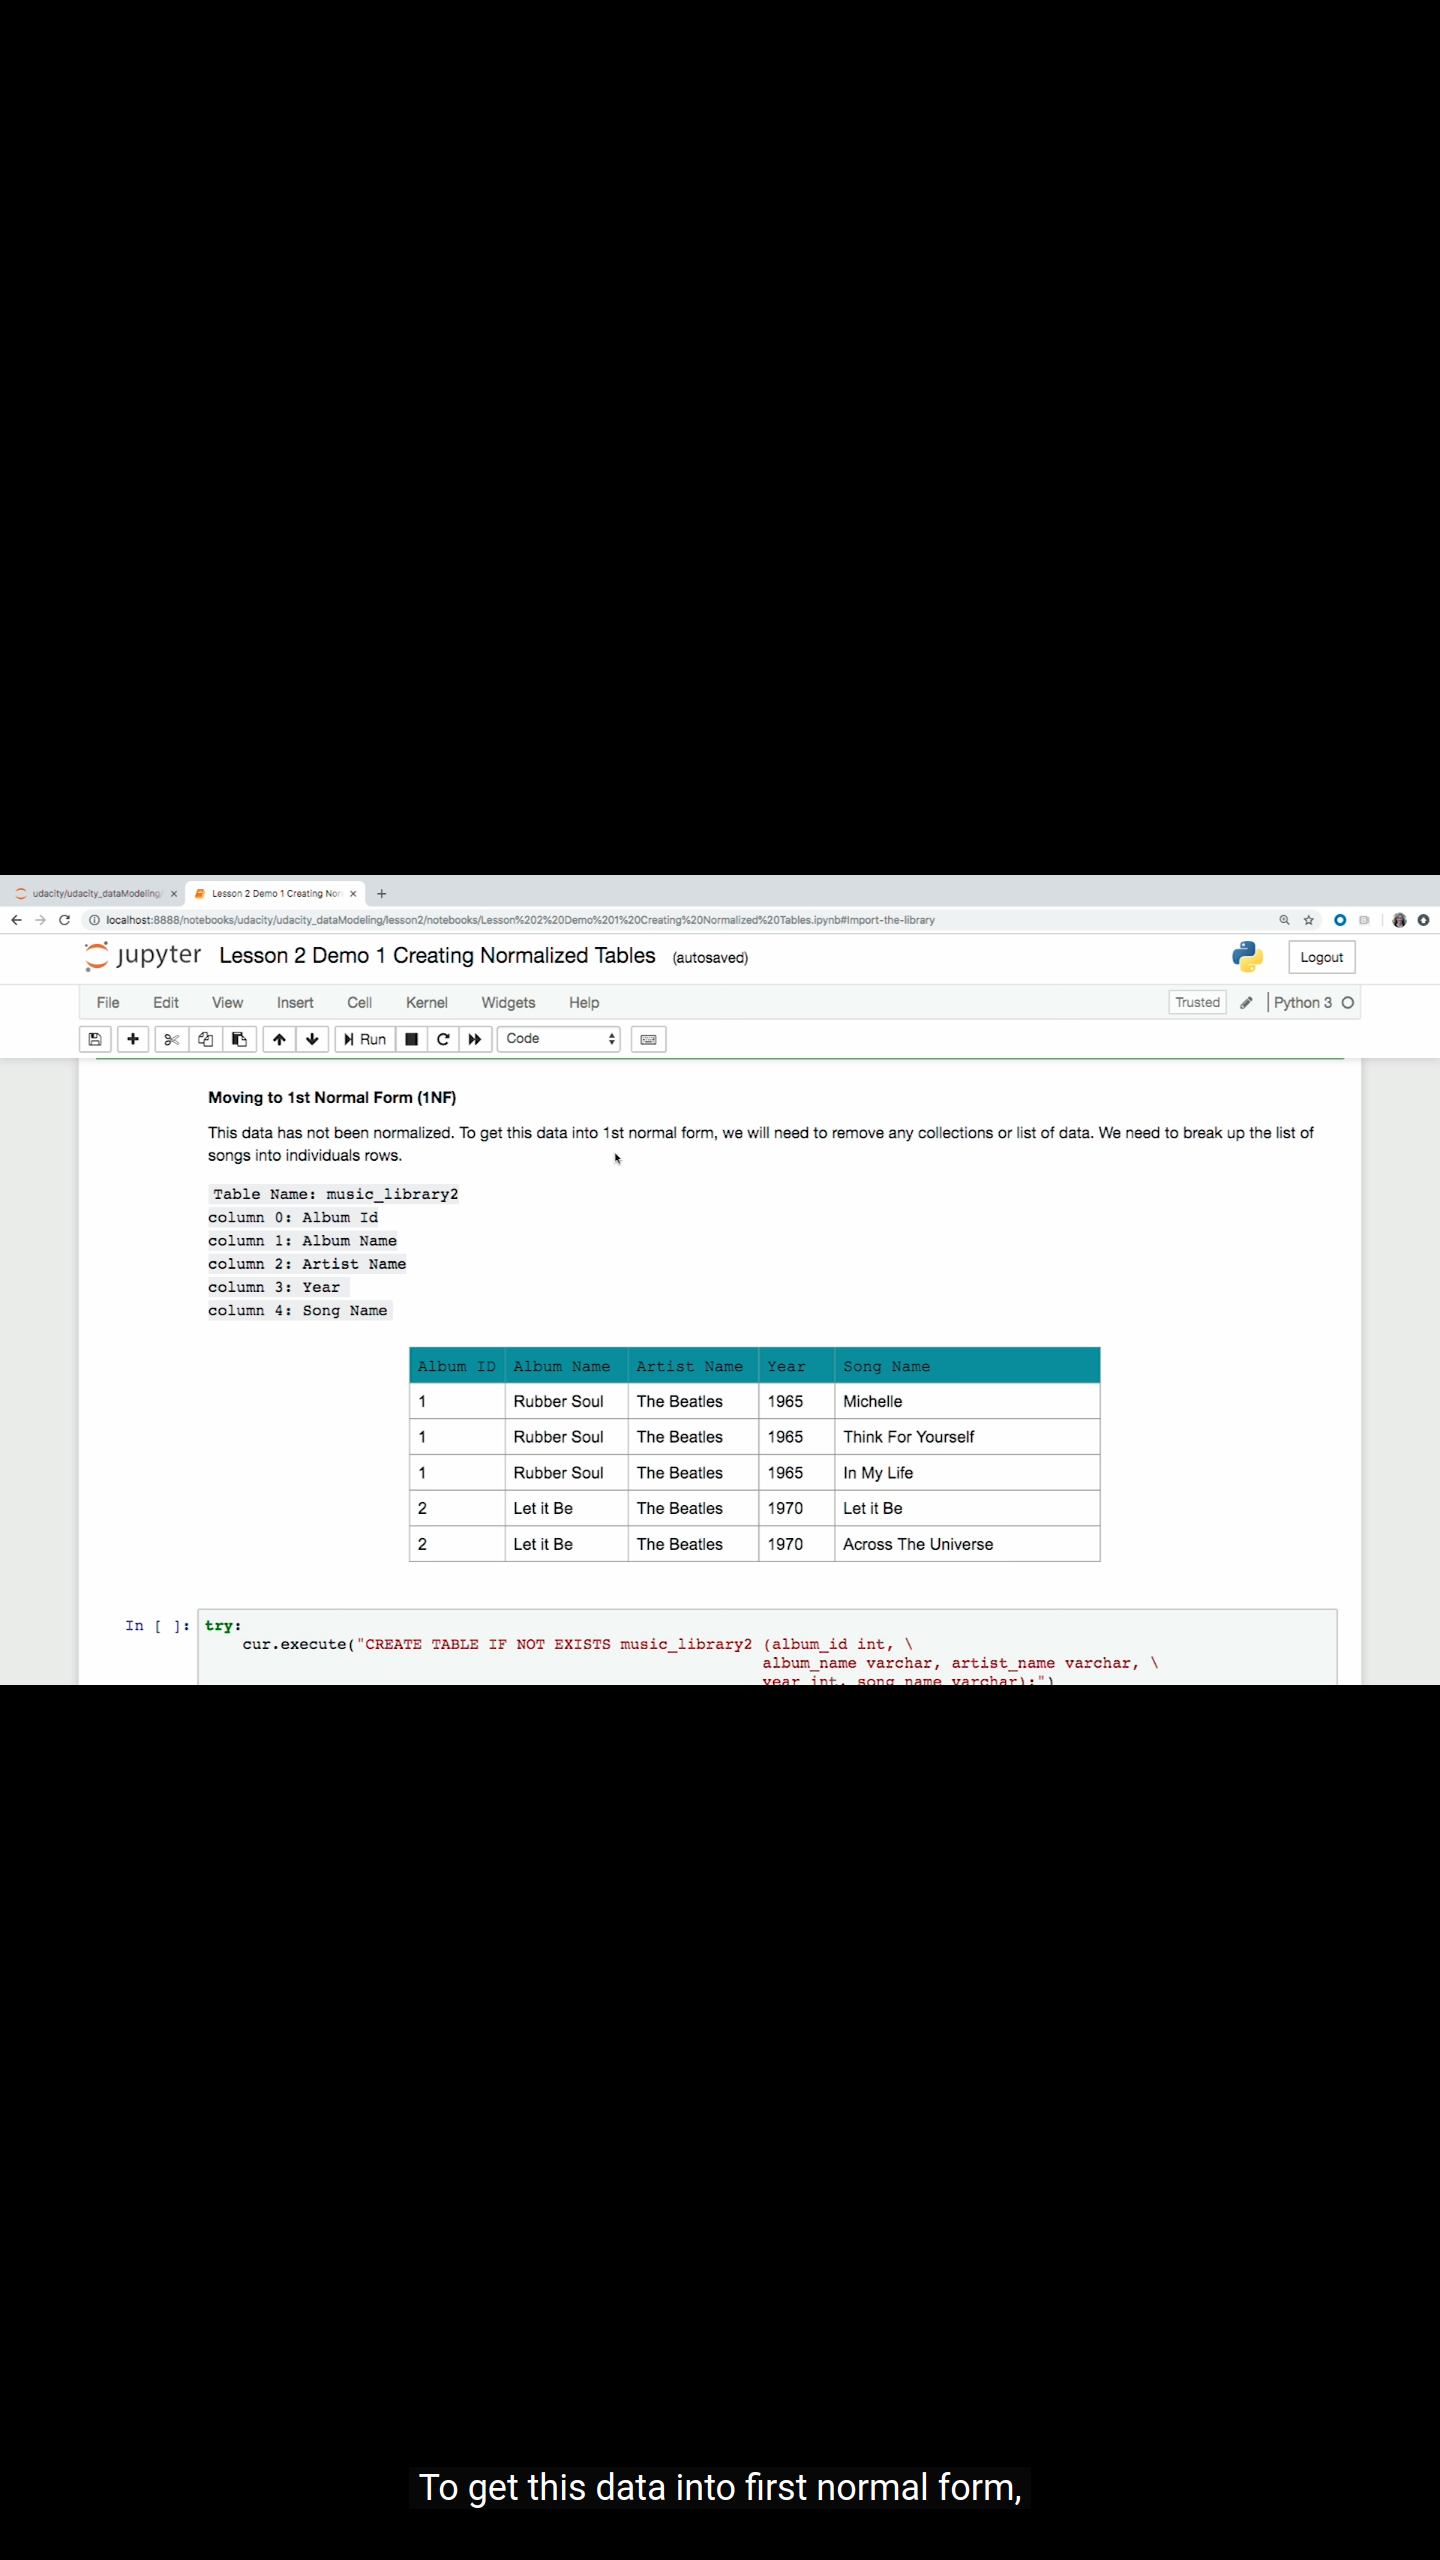 udacity/udacity_dataModeling/
Lesson 2 Demo 1 Creating Nor
localhost:8888/notebooks/udacity/udacity_dataModeling/lesson2/notebooks/Lesson%202%20Demo%201%20Creating%20Normalized%20Tables.ipynb#Import-the-library
jupyter Lesson 2 Demo 1 Creating Normalized Tables (autosaved)
Logout
File Edit View Insert Cell Kernel Widgets Help
Trusted Python 3
Run Code
Moving to 1st Normal Form (1NF)
This data has not been normalized. To get this data into 1st normal form, we will need to remove any collections or list of data. We need to break up the list of
songs into individuals rows.
Table Name: music_library2
column 0: Album Id
column 1: Album Name
column 2: Artist Name
column 3: Year
column 4: Song Name
Album ID Album Name Artist Name Year Song Name
1 Rubber Soul The Beatles 1965 Michelle
1 Rubber Soul The Beatles 1965 Think For Yourself
1 Rubber Soul The Beatles 1965 In My Life
2 Let it Be The Beatles 1970 Let it Be
2 Let it Be The Beatles 1970 Across The Universe
In [ ]: try:
cur.execute("CREATE TABLE IF NOT EXISTS music_library2 (album_id int, \
album_name varchar, artist_name varchar, \
year int, song_name varchar);")
To get this data into first normal form,